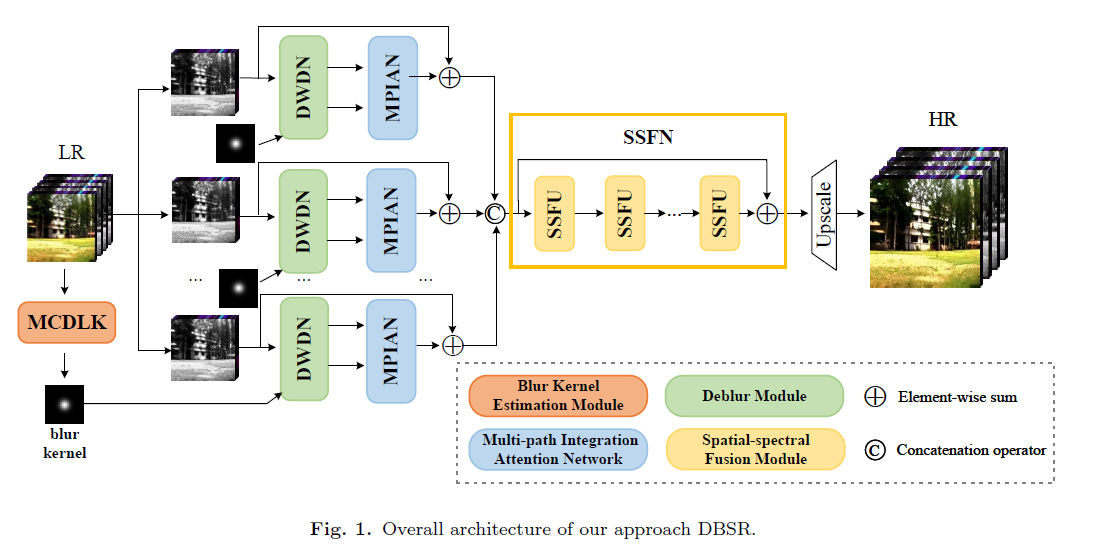 LR
MCDLK
blur
kernel
DWDN
MPIAN
DWDN
MPIAN
...
...
...
DWDN
MPIAN
C
SSFN
SSFU
SSFU
...
SSFU
Upscale
HR
Blur Kernel
Estimation Module
Deblur Module
Element-wise sum
Multi-path Integration
Attention Network
Spatial-spectral
Fusion Module
C
Concatenation operator
Fig. 1. Overall architecture of our approach DBSR.